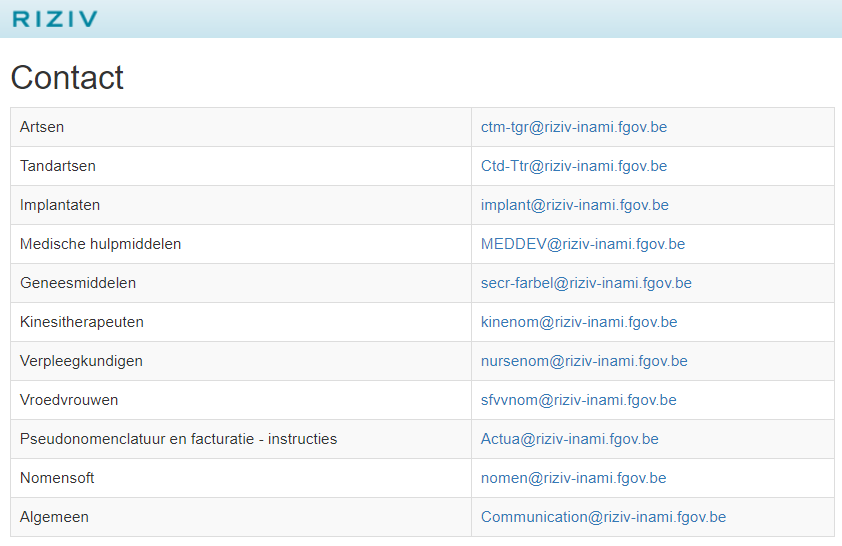 RIZIV
Contact
Artsen ctm-tgr@riziv-inami.fgov.be
Tandartsen Ctd-Ttr@riziv-inami.fgov.be
Implantaten implant@riziv-inami.fgov.be
Medische hulpmiddelen MEDDEV@riziv-inami.fgov.be
Geneesmiddelen secr-farbel@riziv-inami.fgov.be
Kinesitherapeuten kinenom@riziv-inami.fgov.be
Verpleegkundigen nursenom@riziv-inami.fgov.be
Vroedvrouwen sfvvnom@riziv-inami.fgov.be
Pseudonomenclatuur en facturatie - instructies Actua@riziv-inami.fgov.be
Nomensoft nomen@riziv-inami.fgov.be
Algemeen Communication@riziv-inami.fgov.be